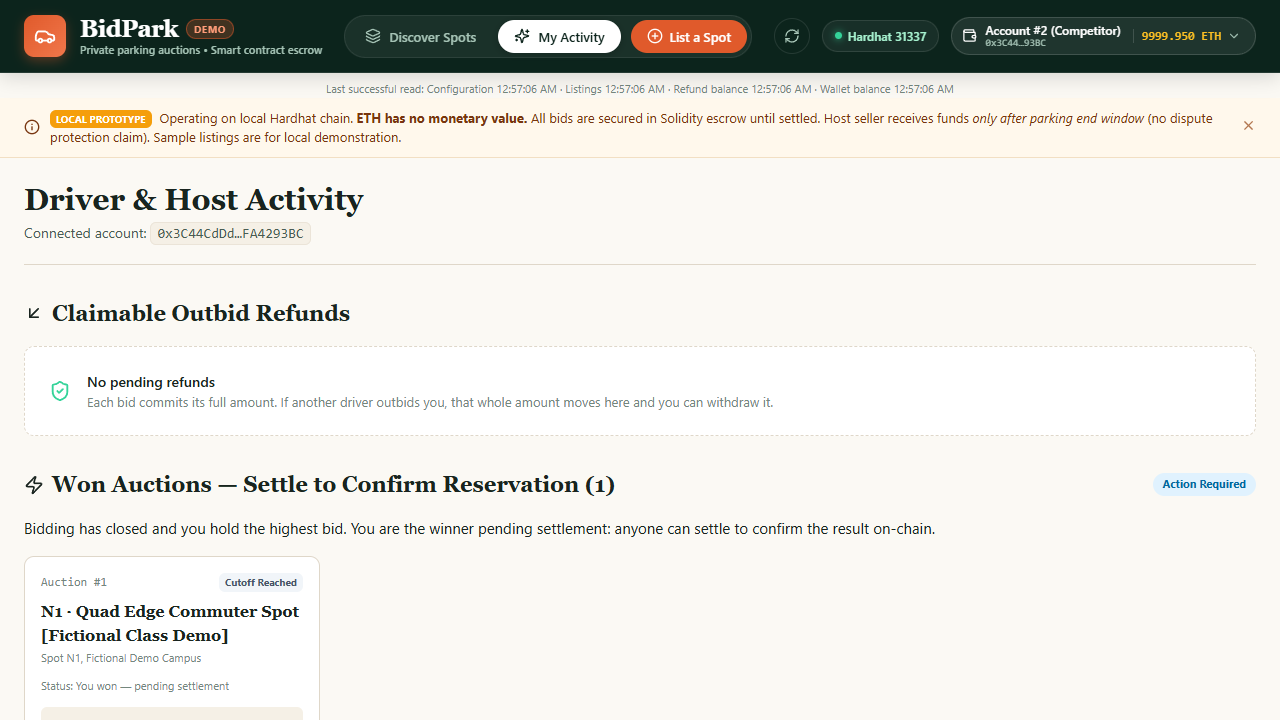 BidPark DEMO
Private parking auctions • Smart contract escrow
Discover Spots
My Activity
List a Spot
Hardhat 31337
Account #2 (Competitor)
0x3C44…93BC
9999.950 ETH
Last successful read: Configuration 12:57:06 AM · Listings 12:57:06 AM · Refund balance 12:57:06 AM · Wallet balance 12:57:06 AM
LOCAL PROTOTYPE Operating on local Hardhat chain. ETH has no monetary value. All bids are secured in Solidity escrow until settled. Host seller receives funds only after parking end window (no dispute
protection claim). Sample listings are for local demonstration.
Driver & Host Activity
Connected account: 0x3C44CdDd…FA4293BC
Claimable Outbid Refunds
No pending refunds
Each bid commits its full amount. If another driver outbids you, that whole amount moves here and you can withdraw it.
Won Auctions — Settle to Confirm Reservation (1)
Action Required
Bidding has closed and you hold the highest bid. You are the winner pending settlement: anyone can settle to confirm the result on-chain.
Auction #1
Cutoff Reached
N1 · Quad Edge Commuter Spot
[Fictional Class Demo]
Spot N1, Fictional Demo Campus
Status: You won — pending settlement